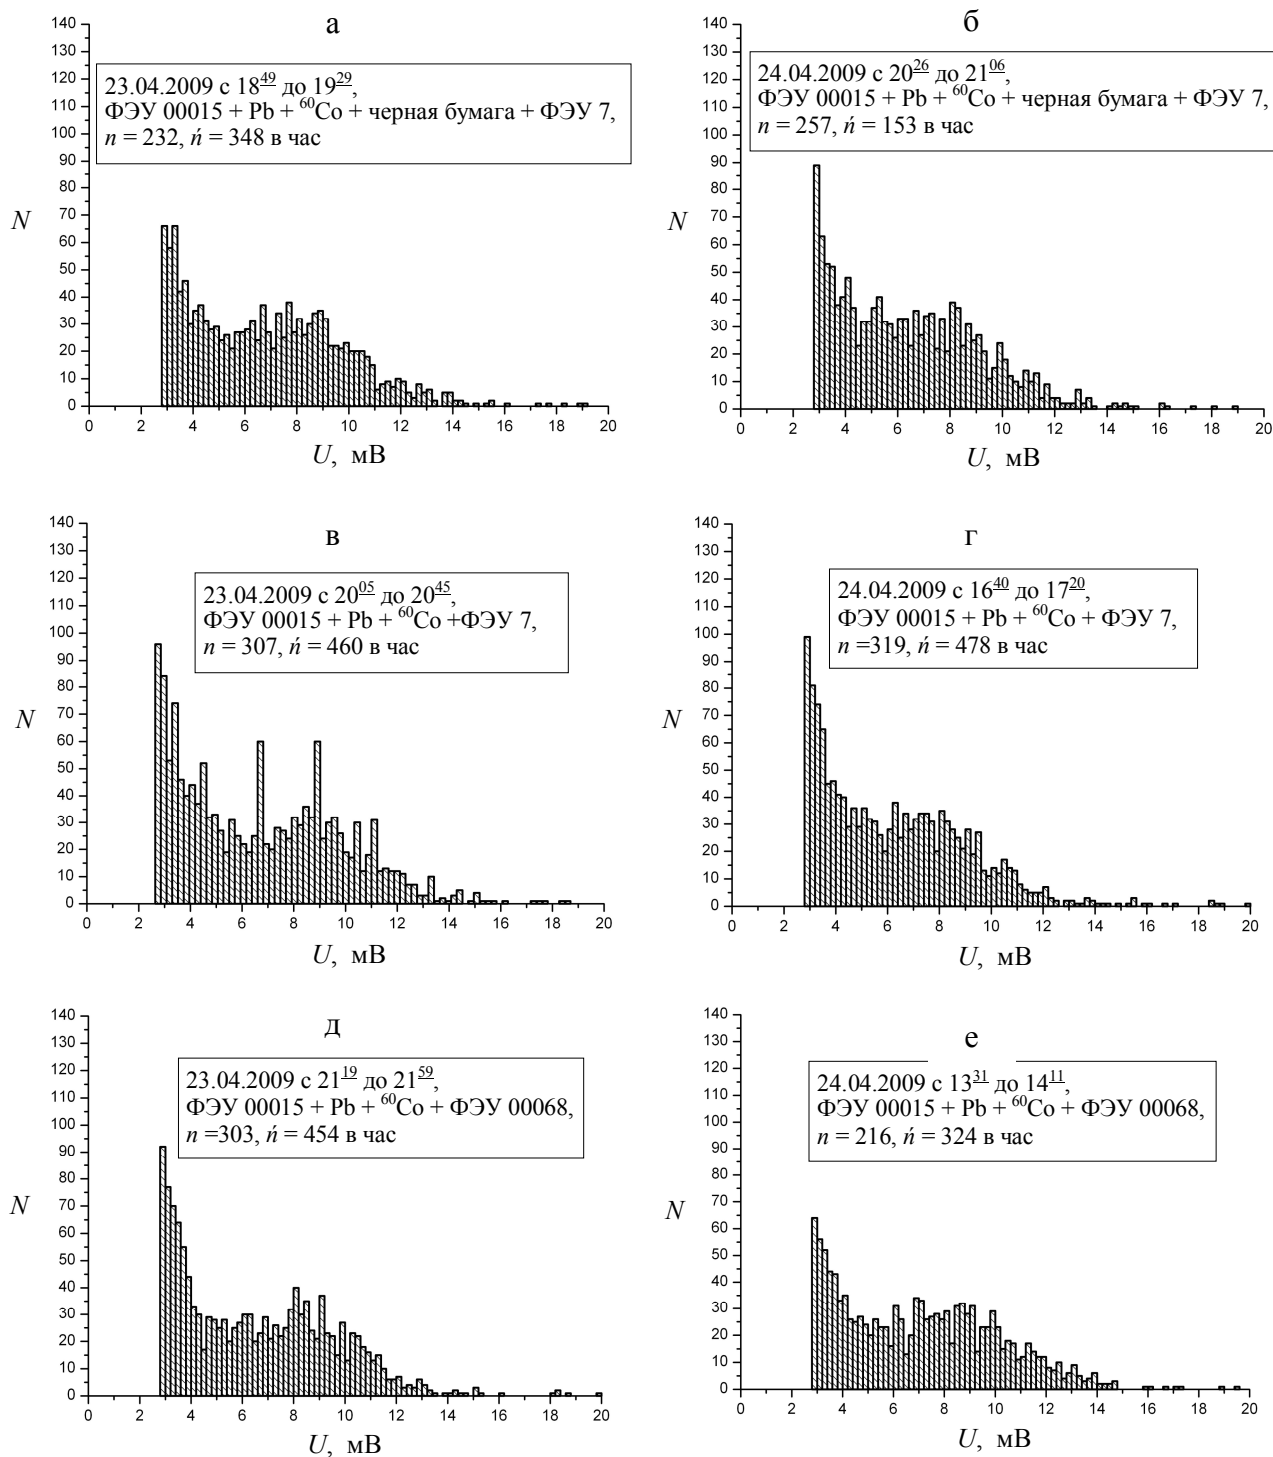 а
140
130
120
110
100
90
80
70
60
50
40
30
20
10
0
N
23.04.2009 с 18^49 до 19^29,
ФЭУ 00015 + Pb + ^60Co + черная бумага + ФЭУ 7,
n = 232, ń = 348 в час
0 2 4 6 8 10 12 14 16 18 20
U, мВ
б
140
130
120
110
100
90
80
70
60
50
40
30
20
10
0
N
24.04.2009 с 20^26 до 21^06,
ФЭУ 00015 + Pb + ^60Co + черная бумага + ФЭУ 7,
n = 257, ń = 153 в час
0 2 4 6 8 10 12 14 16 18 20
U, мВ
в
140
130
120
110
100
90
80
70
60
50
40
30
20
10
0
N
23.04.2009 с 20^05 до 20^45,
ФЭУ 00015 + Pb + ^60Co +ФЭУ 7,
n = 307, ń = 460 в час
0 2 4 6 8 10 12 14 16 18 20
U, мВ
г
140
130
120
110
100
90
80
70
60
50
40
30
20
10
0
N
24.04.2009 с 16^40 до 17^20,
ФЭУ 00015 + Pb + ^60Co + ФЭУ 7,
n =319, ń = 478 в час
0 2 4 6 8 10 12 14 16 18 20
U, мВ
д
140
130
120
110
100
90
80
70
60
50
40
30
20
10
0
N
23.04.2009 с 21^19 до 21^59,
ФЭУ 00015 + Pb + ^60Co + ФЭУ 00068,
n =303, ń = 454 в час
0 2 4 6 8 10 12 14 16 18 20
U, мВ
е
140
130
120
110
100
90
80
70
60
50
40
30
20
10
0
N
24.04.2009 с 13^31 до 14^11,
ФЭУ 00015 + Pb + ^60Co + ФЭУ 00068,
n = 216, ń = 324 в час
0 2 4 6 8 10 12 14 16 18 20
U, мВ